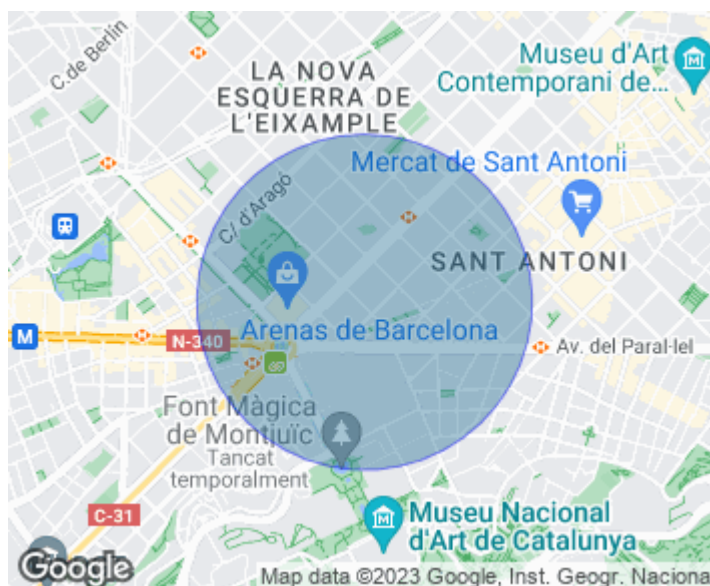 C. de Berlín
Museu d'Art
Contemporani de...
LA NOVA
ESQUERRA DE
L'EIXAMPLE
Mercat de Sant Antoni
C/ d'Aragó
SANT ANTONI
Arenas de Barcelona
M
N-340
Av. del Paral·lel
Font Màgica
de Montjuïc
Tancat
temporalment
C-31
Museu Nacional
d'Art de Catalunya
Google
Map data ©2023 Google, Inst. Geogr. Naciona